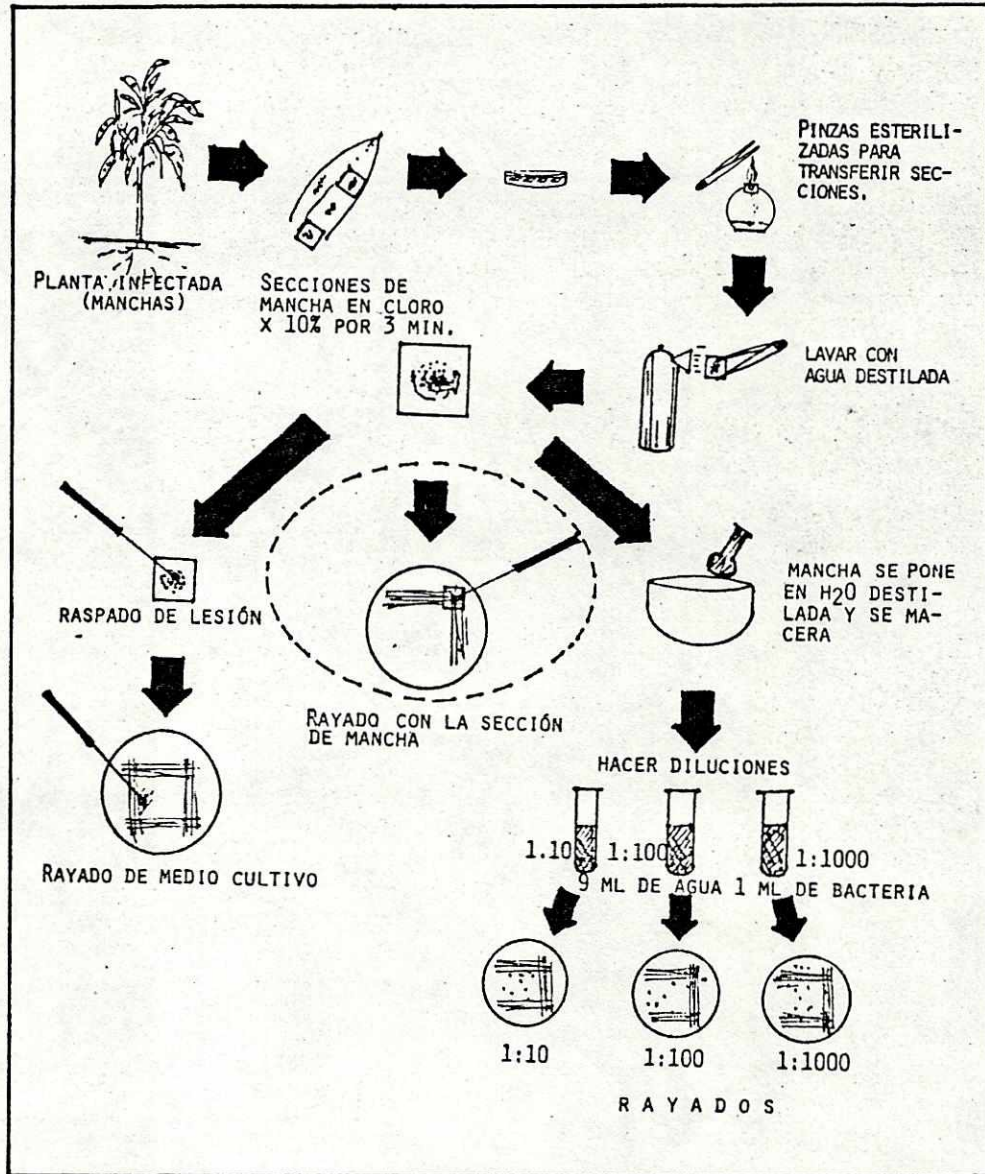 PINZAS ESTERILI-
ZADAS PARA
TRANSFERIR SEC-
CIONES.
PLANTA INFECTADA
(MANCHAS)
SECCIONES DE
MANCHA EN CLORO
X 10% POR 3 MIN.
LAVAR CON
AGUA DESTILADA
RASPADO DE LESIÓN
RAYADO CON LA SECCIÓN
DE MANCHA
MANCHA SE PONE
EN H2O DESTI-
LADA Y SE MA-
CERA
RAYADO DE MEDIO CULTIVO
HACER DILUCIONES
1.10 1:100 1:1000
9 ML DE AGUA 1 ML DE BACTERIA
1:10 1:100 1:1000
RAYADOS